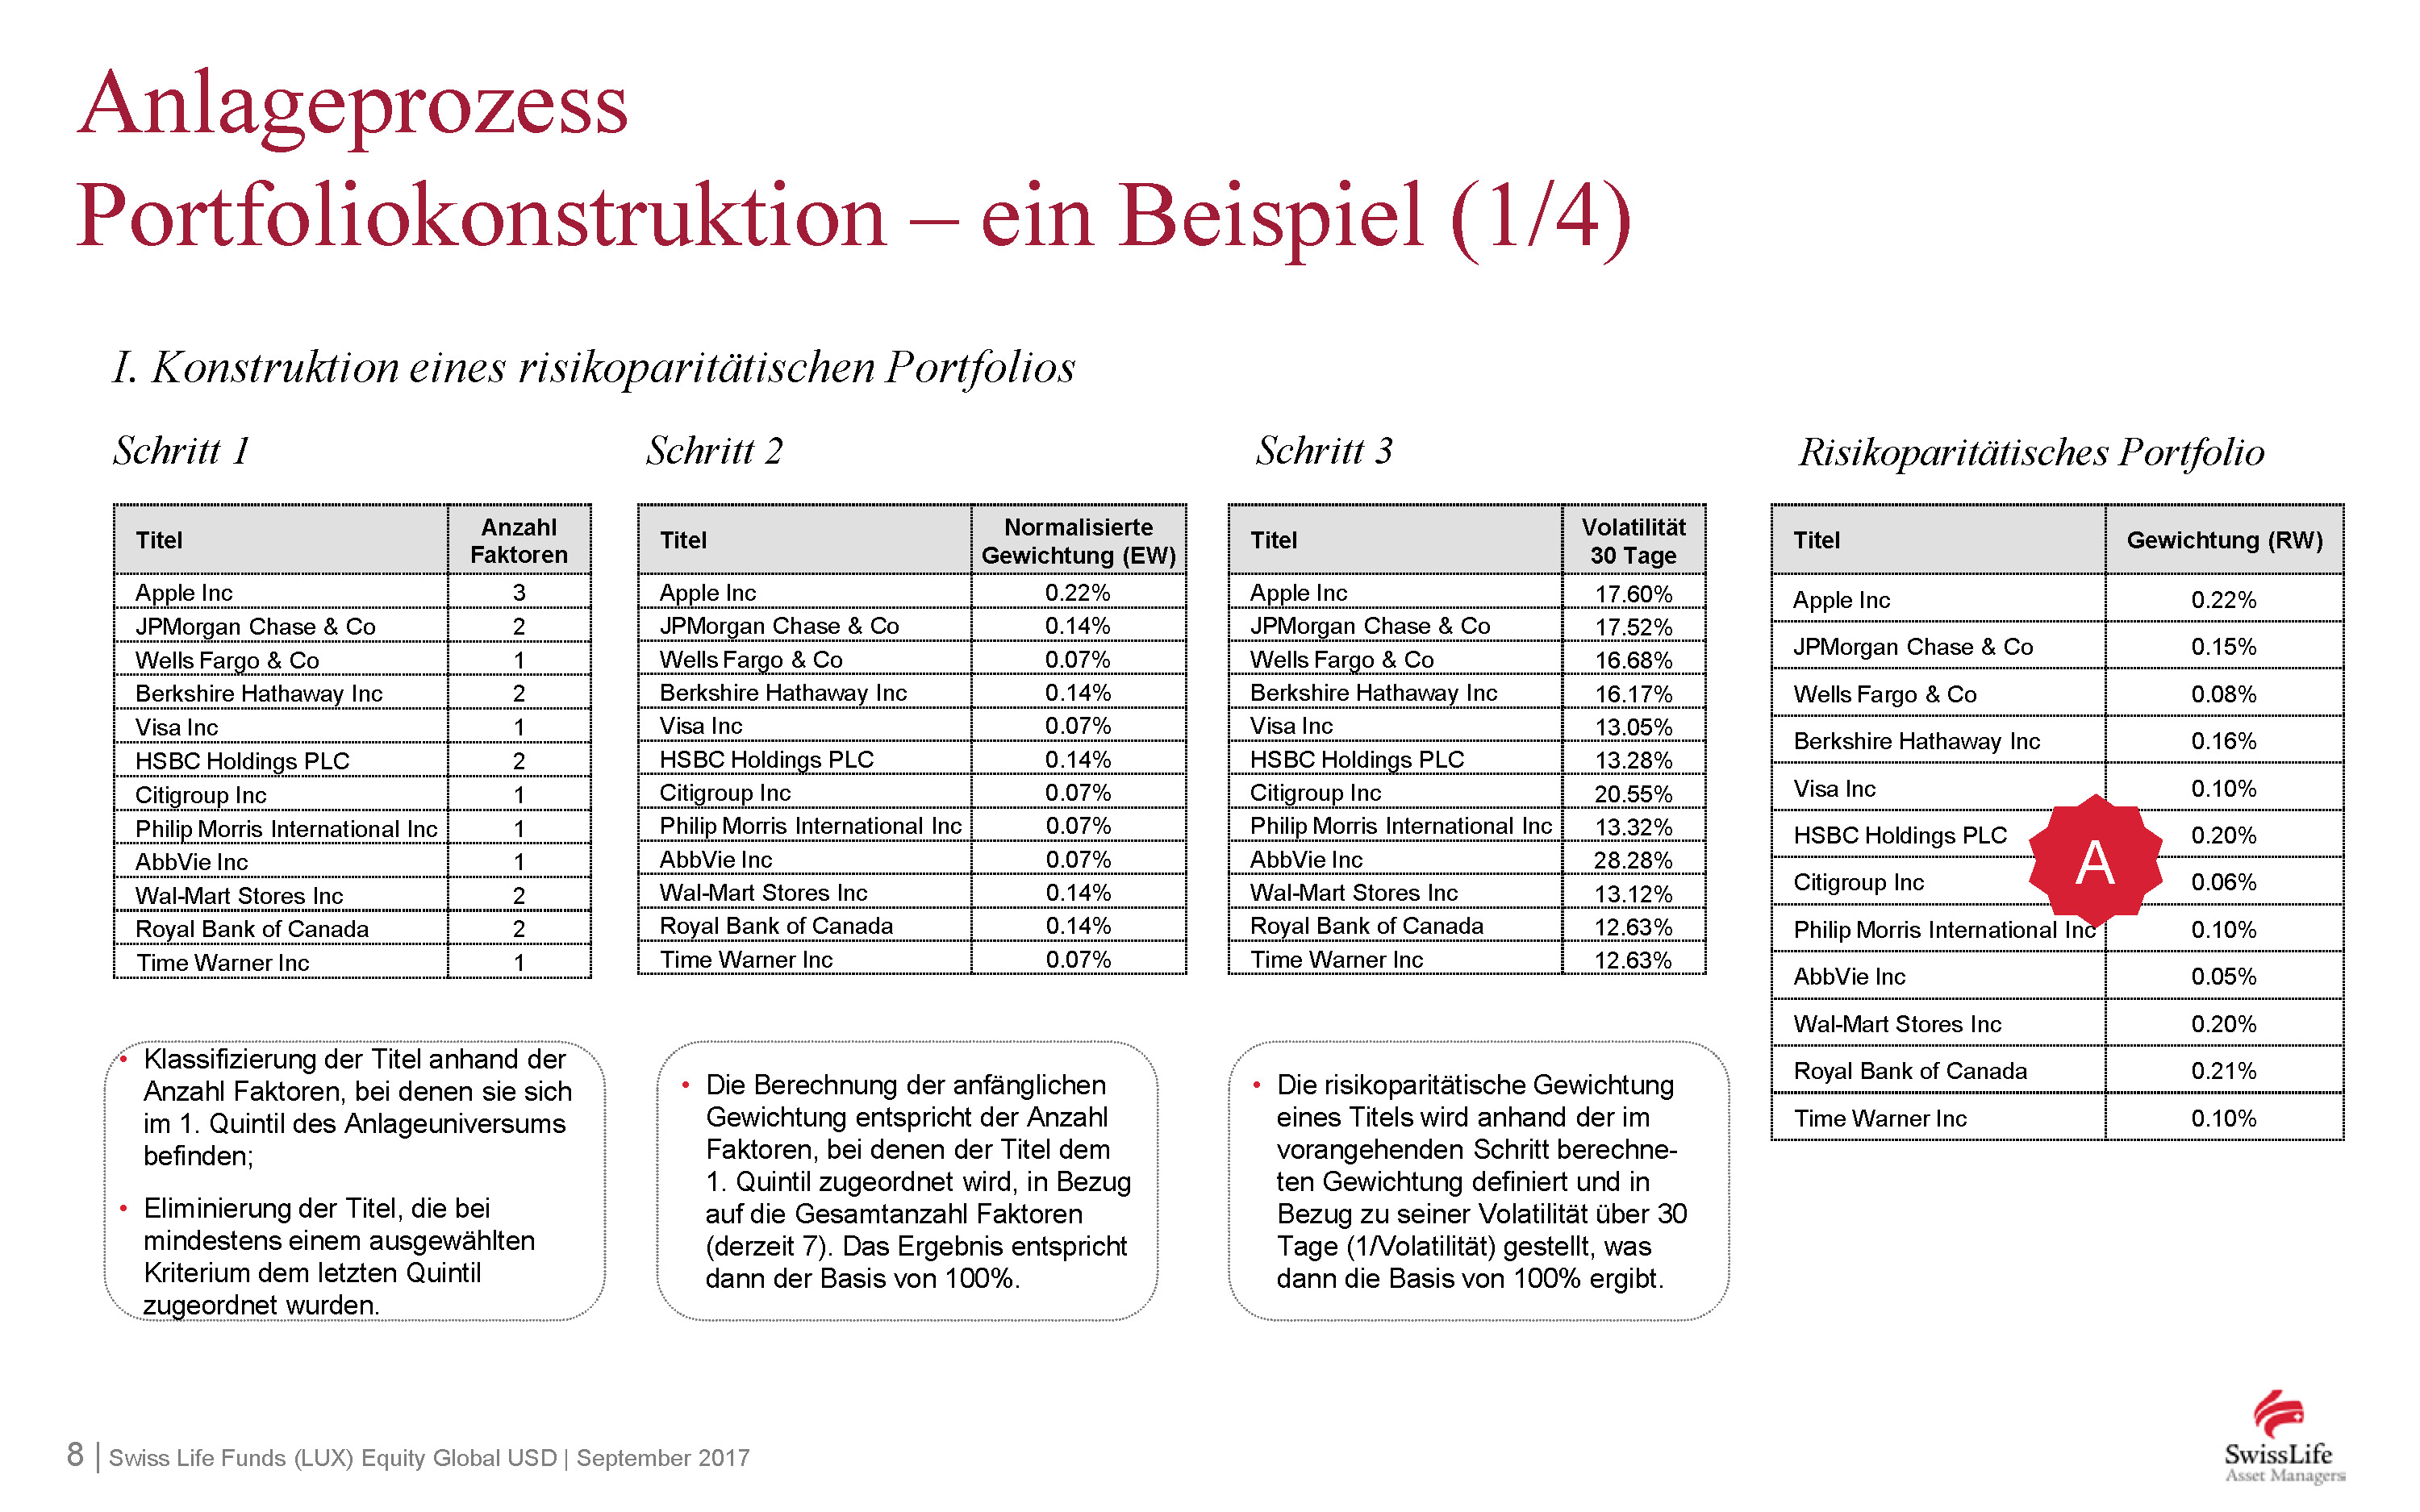 Anlageprozess
Portfoliokonstruktion – ein Beispiel (1/4)
I. Konstruktion eines risikoparitätischen Portfolios
Schritt 1
Titel Anzahl Faktoren
Apple Inc 3
JPMorgan Chase & Co 2
Wells Fargo & Co 1
Berkshire Hathaway Inc 2
Visa Inc 1
HSBC Holdings PLC 2
Citigroup Inc 1
Philip Morris International Inc 1
AbbVie Inc 1
Wal-Mart Stores Inc 2
Royal Bank of Canada 2
Time Warner Inc 1
• Klassifizierung der Titel anhand der
Anzahl Faktoren, bei denen sie sich
im 1. Quintil des Anlageuniversums
befinden;
• Eliminierung der Titel, die bei
mindestens einem ausgewählten
Kriterium dem letzten Quintil
zugeordnet wurden.
Schritt 2
Titel Normalisierte Gewichtung (EW)
Apple Inc 0.22%
JPMorgan Chase & Co 0.14%
Wells Fargo & Co 0.07%
Berkshire Hathaway Inc 0.14%
Visa Inc 0.07%
HSBC Holdings PLC 0.14%
Citigroup Inc 0.07%
Philip Morris International Inc 0.07%
AbbVie Inc 0.07%
Wal-Mart Stores Inc 0.14%
Royal Bank of Canada 0.14%
Time Warner Inc 0.07%
• Die Berechnung der anfänglichen
Gewichtung entspricht der Anzahl
Faktoren, bei denen der Titel dem
1. Quintil zugeordnet wird, in Bezug
auf die Gesamtanzahl Faktoren
(derzeit 7). Das Ergebnis entspricht
dann der Basis von 100%.
Schritt 3
Titel Volatilität 30 Tage
Apple Inc 17.60%
JPMorgan Chase & Co 17.52%
Wells Fargo & Co 16.68%
Berkshire Hathaway Inc 16.17%
Visa Inc 13.05%
HSBC Holdings PLC 13.28%
Citigroup Inc 20.55%
Philip Morris International Inc 13.32%
AbbVie Inc 28.28%
Wal-Mart Stores Inc 13.12%
Royal Bank of Canada 12.63%
Time Warner Inc 12.63%
• Die risikoparitätische Gewichtung
eines Titels wird anhand der im
vorangehenden Schritt berechne-
ten Gewichtung definiert und in
Bezug zu seiner Volatilität über 30
Tage (1/Volatilität) gestellt, was
dann die Basis von 100% ergibt.
Risikoparitätisches Portfolio
Titel Gewichtung (RW)
Apple Inc 0.22%
JPMorgan Chase & Co 0.15%
Wells Fargo & Co 0.08%
Berkshire Hathaway Inc 0.16%
Visa Inc 0.10%
HSBC Holdings PLC 0.20%
A
Citigroup Inc 0.06%
Philip Morris International Inc 0.10%
AbbVie Inc 0.05%
Wal-Mart Stores Inc 0.20%
Royal Bank of Canada 0.21%
Time Warner Inc 0.10%
8 | Swiss Life Funds (LUX) Equity Global USD | September 2017
SwissLife
Asset Managers